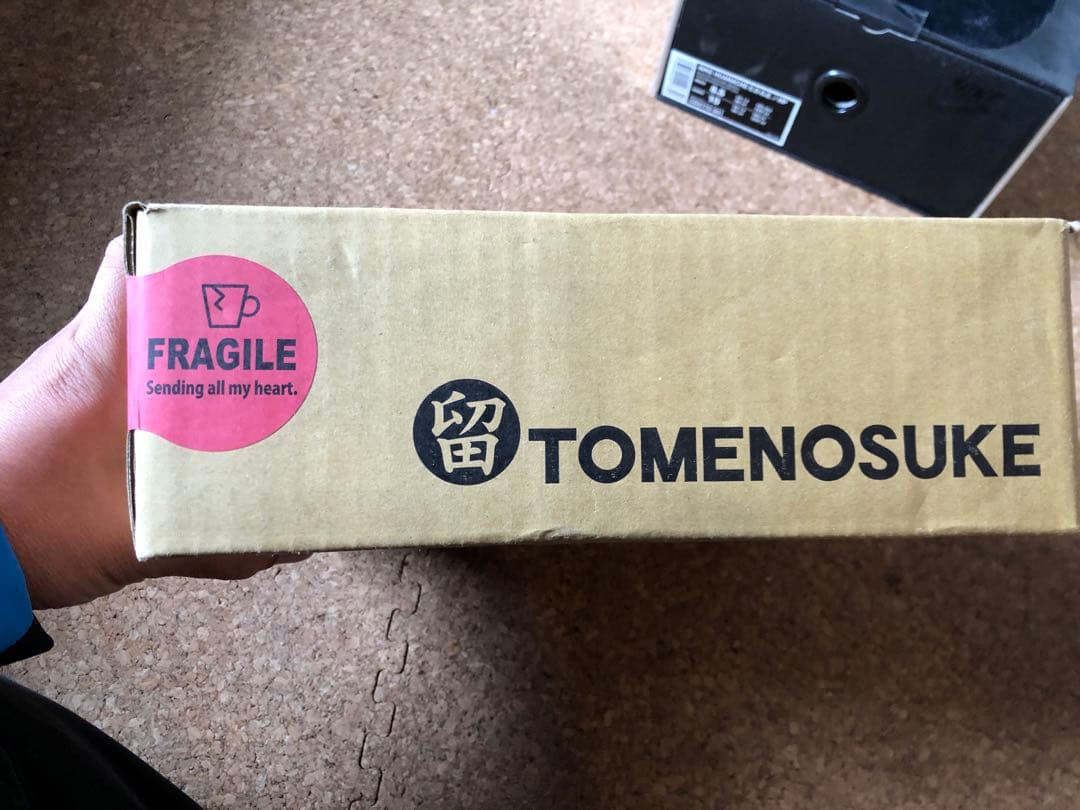 FRAGILE
Sending all my heart.
留 TOMENOSUKE